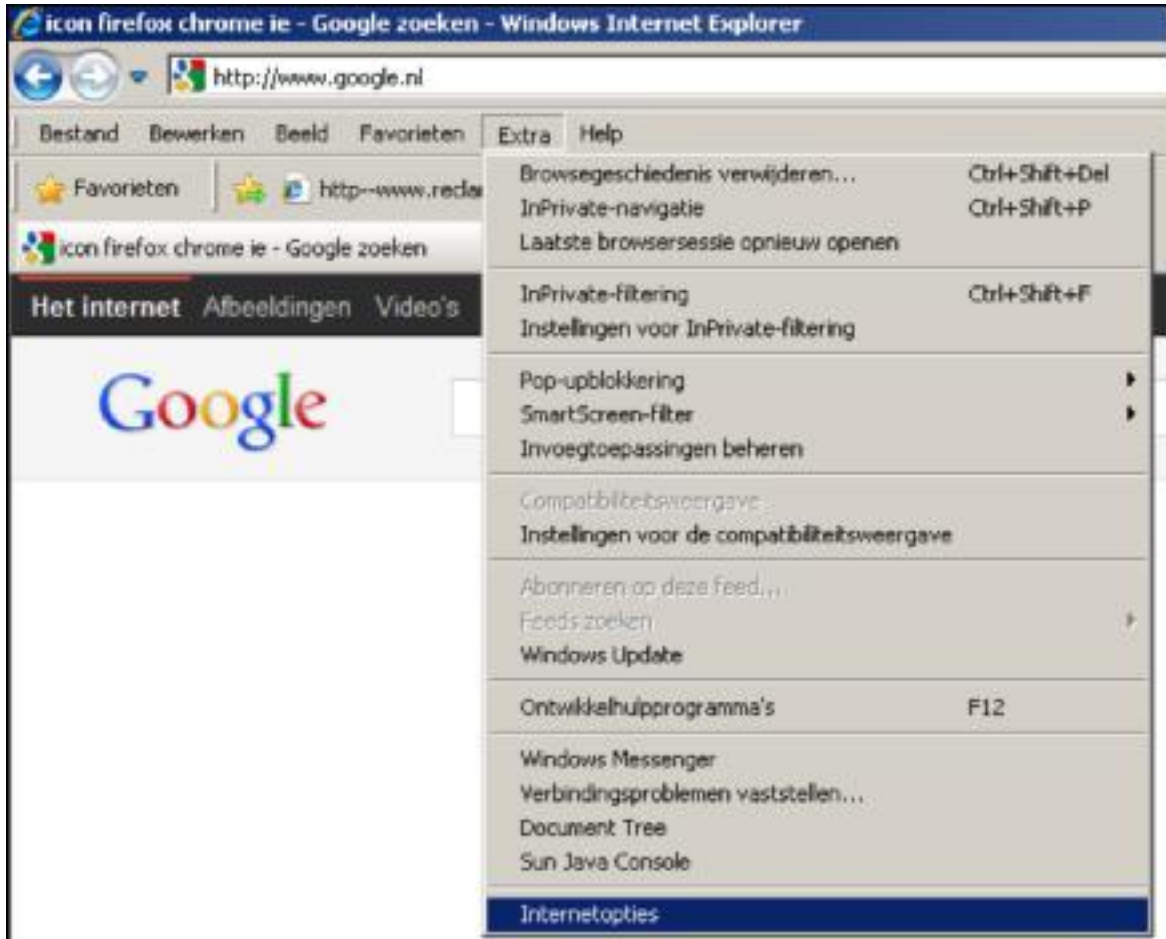 icon firefox chrome ie - Google zoeken - Windows Internet Explorer
http://www.google.nl
Bestand Bewerken Beeld Favorieten Extra Help
Favorieten http--www.recla
icon firefox chrome ie - Google zoeken
Het internet Afbeeldingen Video's
Google
Browsegeschiedenis verwijderen... Ctrl+Shift+Del
InPrivate-navigatie Ctrl+Shift+P
Laatste browsersessie opnieuw openen
InPrivate-filtering Ctrl+Shift+F
Instellingen voor InPrivate-filtering
Pop-upblokkering
SmartScreen-filter
Invoegtoepassingen beheren
Compatibiliteitsweergave
Instellingen voor de compatibiliteitsweergave
Abonneren op deze feed...
Feeds zoeken
Windows Update
Ontwikkelhulpprogramma's F12
Windows Messenger
Verbindingsproblemen vaststellen...
Document Tree
Sun Java Console
Internetopties